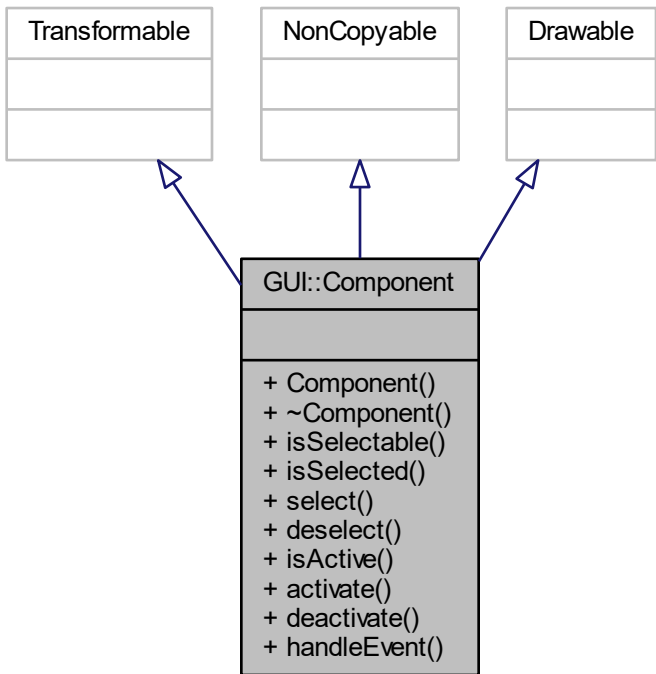 Transformable
NonCopyable
Drawable
GUI::Component
+ Component()
+ ~Component()
+ isSelectable()
+ isSelected()
+ select()
+ deselect()
+ isActive()
+ activate()
+ deactivate()
+ handleEvent()